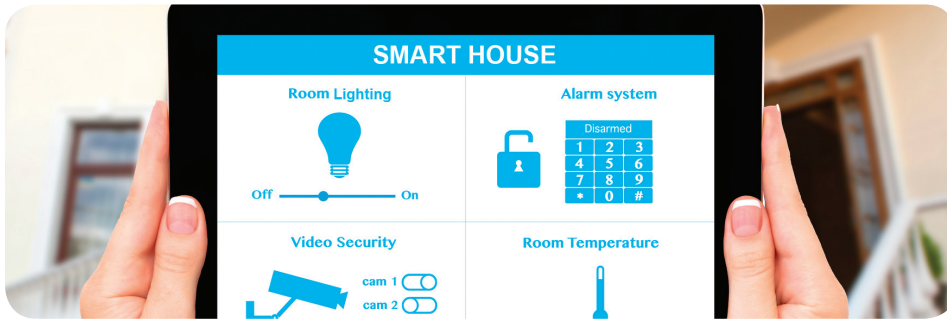 SMART HOUSE
Room Lighting
Off On
Alarm system
Disarmed
1 2 3
4 5 6
7 8 9
* 0 #
Video Security
cam 1
cam 2
Room Temperature